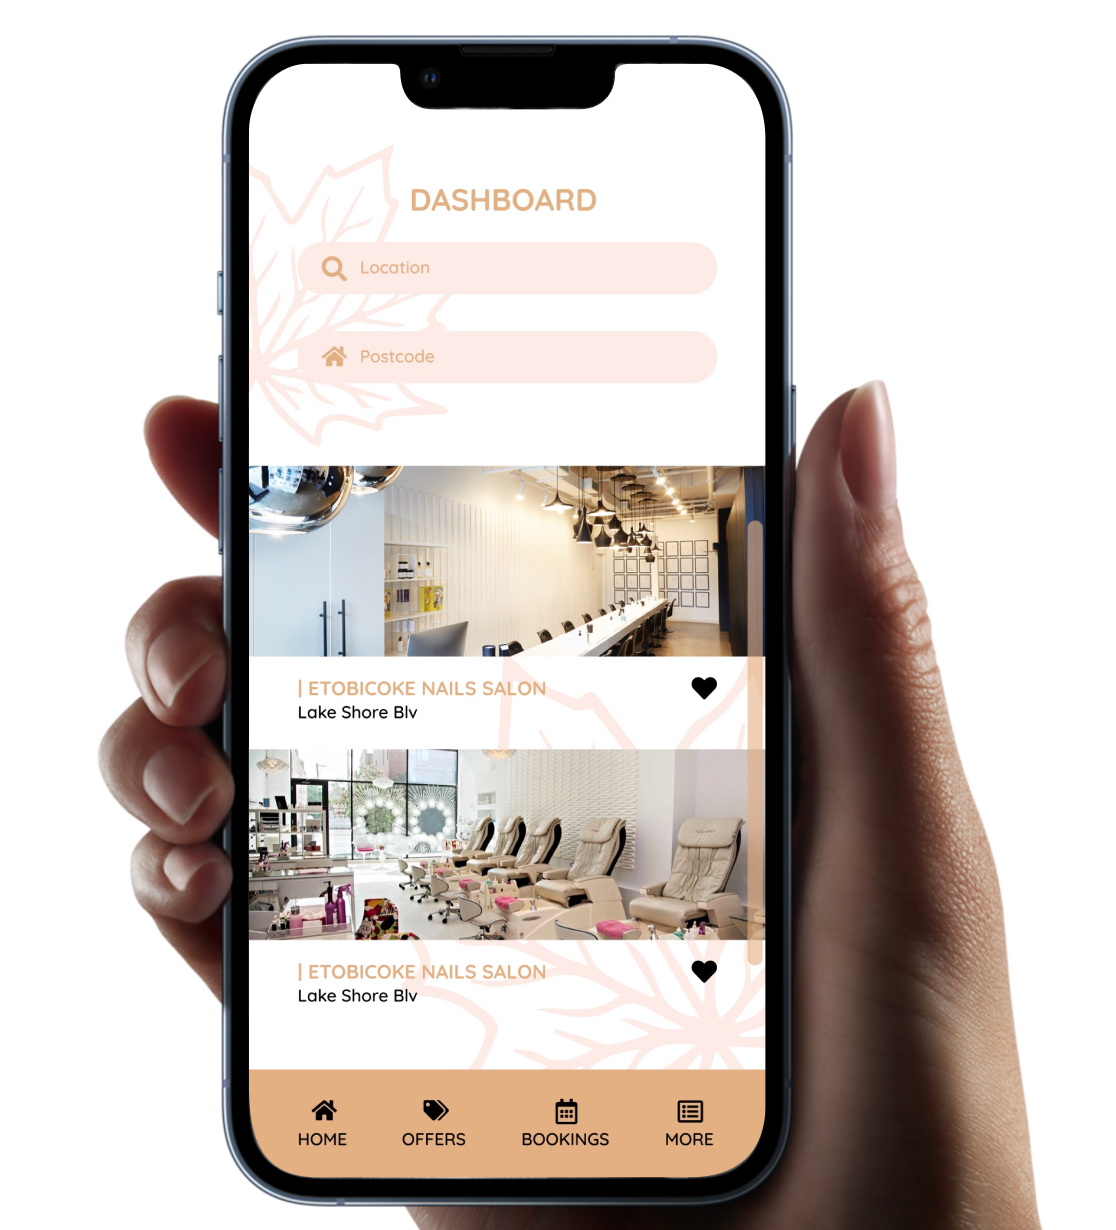 DASHBOARD
Location
Postcode
| ETOBICOKE NAILS SALON
Lake Shore Blv
| ETOBICOKE NAILS SALON
Lake Shore Blv
HOME
OFFERS
BOOKINGS
MORE